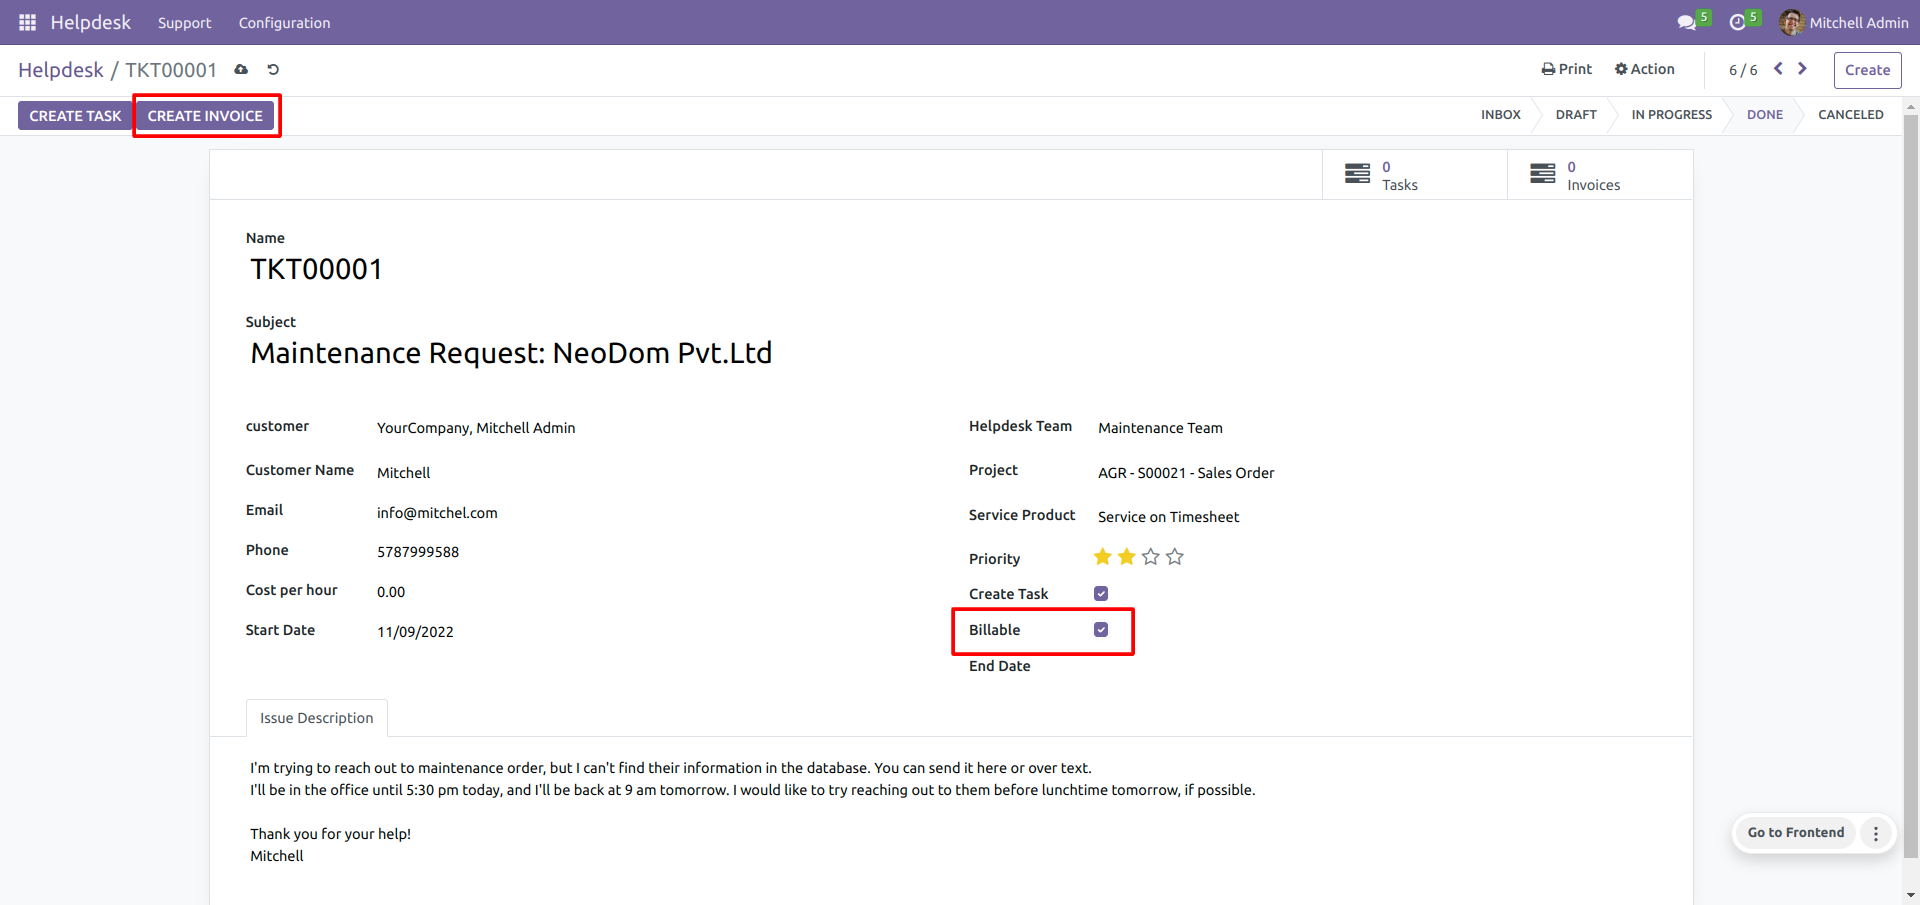 Helpdesk Support Configuration 5 5 Mitchell Admin
Helpdesk / TKT00001 Print Action 6 / 6 Create
CREATE TASK CREATE INVOICE INBOX DRAFT IN PROGRESS DONE CANCELED
0 0
Tasks Invoices
Name
TKT00001
Subject
Maintenance Request: NeoDom Pvt.Ltd
customer YourCompany, Mitchell Admin Helpdesk Team Maintenance Team
Customer Name Mitchell Project AGR - S00021 - Sales Order
Email info@mitchel.com Service Product Service on Timesheet
Phone 5787999588 Priority
Cost per hour 0.00 Create Task
Start Date 11/09/2022 Billable
End Date
Issue Description
I'm trying to reach out to maintenance order, but I can't find their information in the database. You can send it here or over text.
I'll be in the office until 5:30 pm today, and I'll be back at 9 am tomorrow. I would like to try reaching out to them before lunchtime tomorrow, if possible.
Thank you for your help!
Go to Frontend
Mitchell